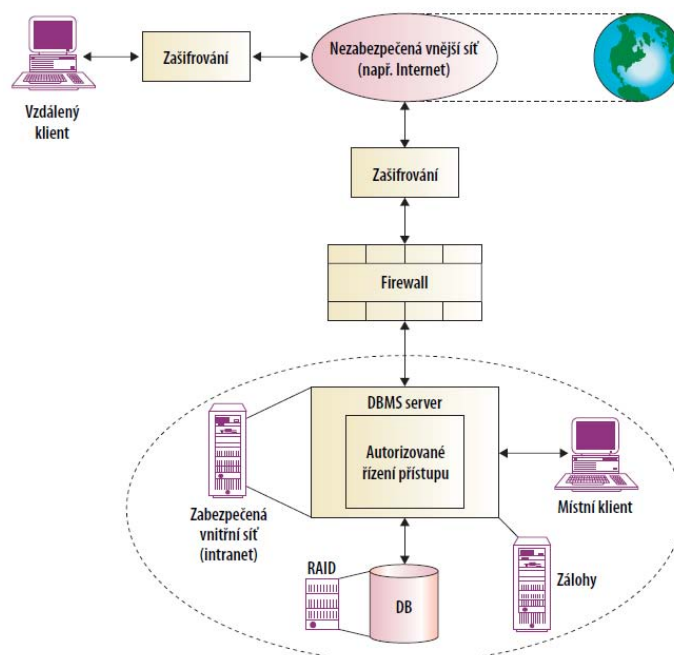 Vzdálený
klient
Zašifrování
Nezabezpečená vnější síť
(např. Internet)
Zašifrování
Firewall
DBMS server
Autorizované
řízení přístupu
Zabezpečená
vnitřní síť
(intranet)
Místní klient
RAID
DB
Zálohy